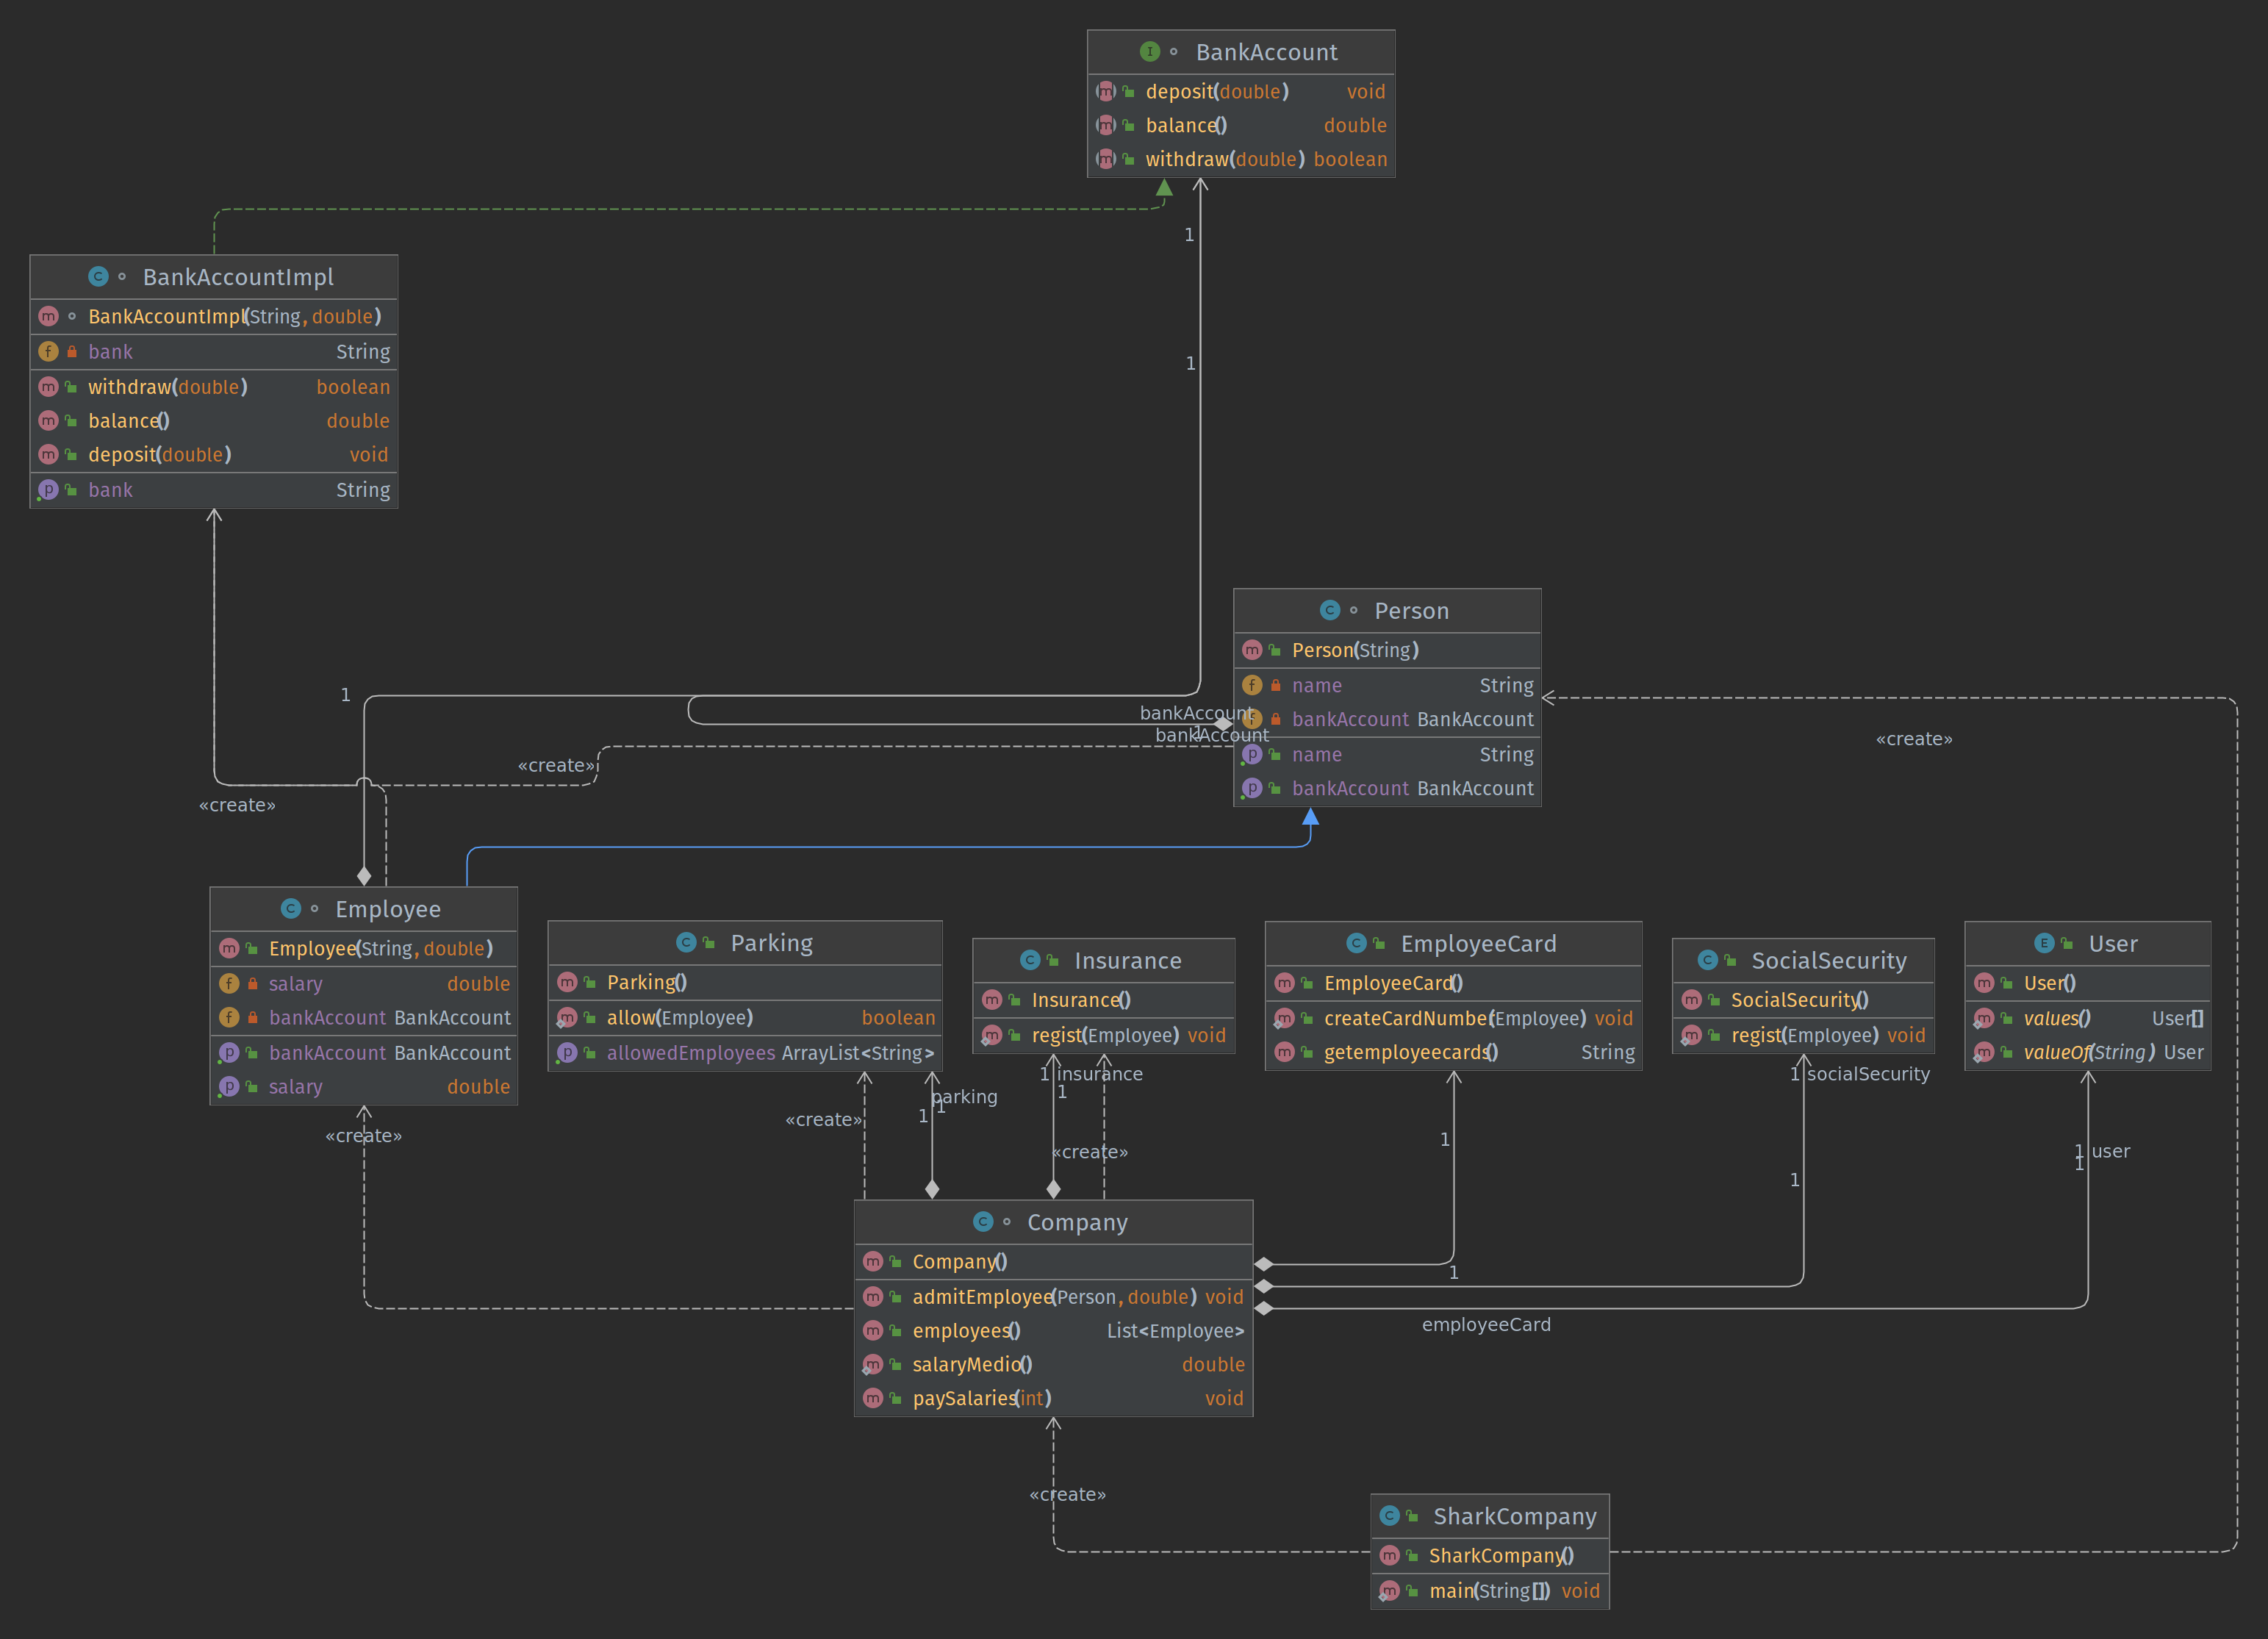 BankAccount
deposit(double) void
balance() double
withdraw(double) boolean
1
BankAccountImpl
BankAccountImpl(String, double)
bank String
withdraw(double) boolean
balance() double
deposit(double) void
bank String
1
Person
Person(String)
name String
bankAccount BankAccount
name String
bankAccount BankAccount
1
bankAccount
bankAccount
1
«create»
«create»
«create»
Employee
Employee(String, double)
salary double
bankAccount BankAccount
bankAccount BankAccount
salary double
Parking
Parking()
allow(Employee) boolean
allowedEmployees ArrayList<String>
Insurance
Insurance()
regist(Employee) void
EmployeeCard
EmployeeCard()
createCardNumber(Employee) void
getemployeecards() String
SocialSecurity
SocialSecurity()
regist(Employee) void
User
User()
values() User[]
valueOf(String) User
1 insurance
1
1 socialSecurity
parking
1
1
«create»
«create»
1
1 user
1
«create»
1
Company
Company()
admitEmployee(Person, double) void
employees() List<Employee>
salaryMedio() double
paySalaries(int) void
1
employeeCard
«create»
SharkCompany
SharkCompany()
main(String[]) void